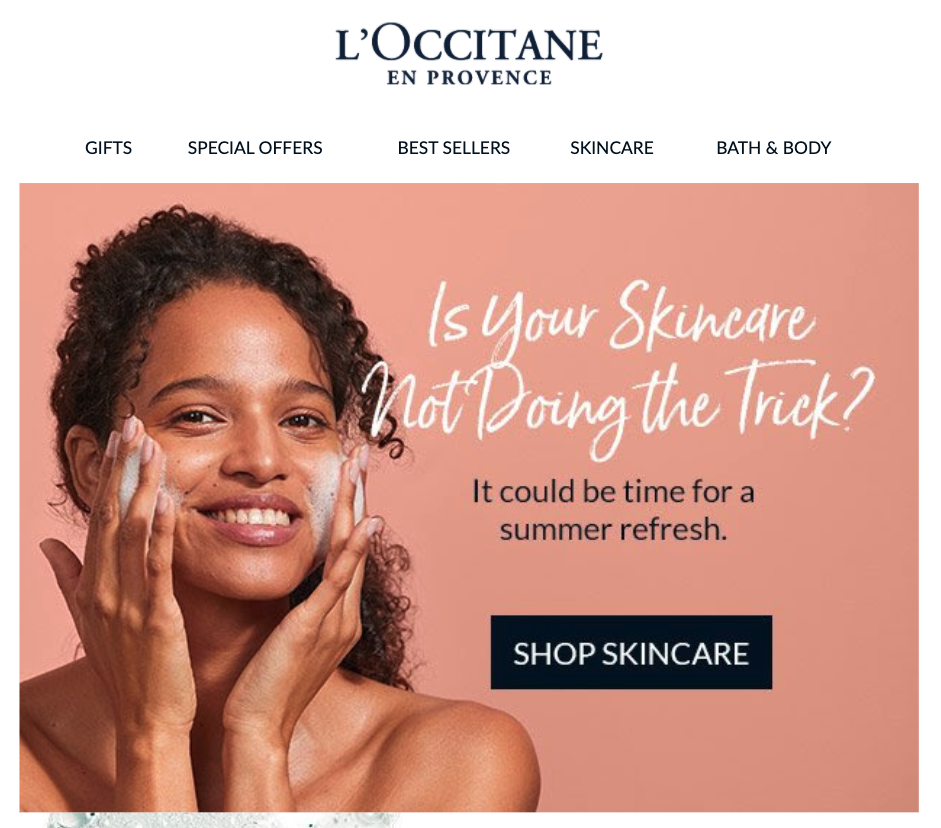 L'OCCITANE
EN PROVENCE
GIFTS SPECIAL OFFERS BEST SELLERS SKINCARE BATH & BODY
Is Your Skincare
Not Doing the Trick?
It could be time for a
summer refresh.
SHOP SKINCARE